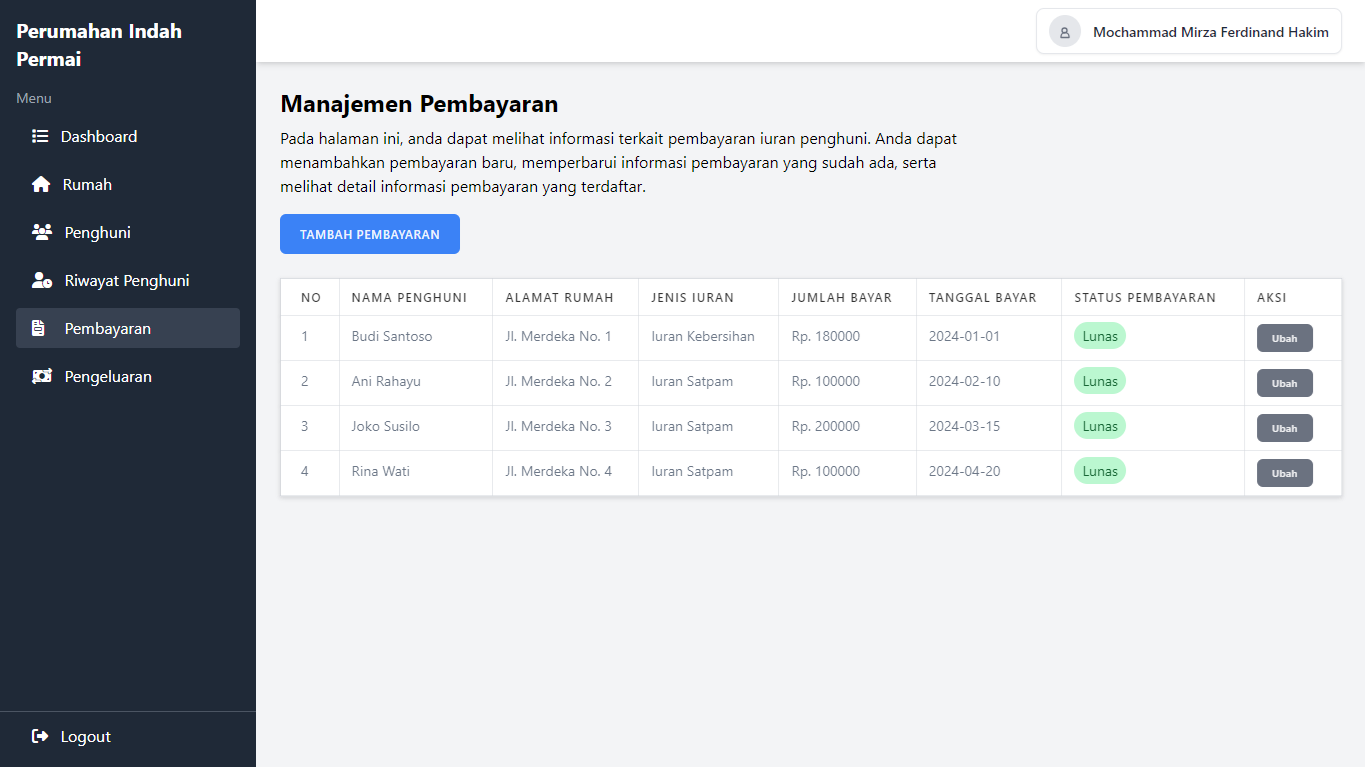 Perumahan Indah
Permai
Menu
Dashboard
Rumah
Penghuni
Riwayat Penghuni
Pembayaran
Pengeluaran
Logout
Mochammad Mirza Ferdinand Hakim
Manajemen Pembayaran
Pada halaman ini, anda dapat melihat informasi terkait pembayaran iuran penghuni. Anda dapat
menambahkan pembayaran baru, memperbarui informasi pembayaran yang sudah ada, serta
melihat detail informasi pembayaran yang terdaftar.
TAMBAH PEMBAYARAN
NO NAMA PENGHUNI ALAMAT RUMAH JENIS IURAN JUMLAH BAYAR TANGGAL BAYAR STATUS PEMBAYARAN AKSI
1 Budi Santoso Jl. Merdeka No. 1 Iuran Kebersihan Rp. 180000 2024-01-01 Lunas Ubah
2 Ani Rahayu Jl. Merdeka No. 2 Iuran Satpam Rp. 100000 2024-02-10 Lunas Ubah
3 Joko Susilo Jl. Merdeka No. 3 Iuran Satpam Rp. 200000 2024-03-15 Lunas Ubah
4 Rina Wati Jl. Merdeka No. 4 Iuran Satpam Rp. 100000 2024-04-20 Lunas Ubah